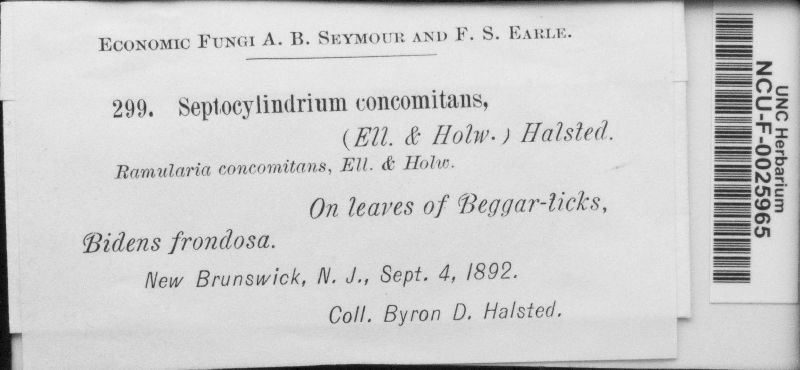 Economic Fungi A. B. Seymour and F. S. Earle.
299. Septocylindrium concomitans,
(Ell. & Holw.) Halsted.
Ramularia concomitans, Ell. & Holw.
On leaves of Beggar-ticks,
Bidens frondosa.
New Brunswick, N. J., Sept. 4, 1892.
Coll. Byron D. Halsted.
UNC Herbarium
NCU-F-0025965